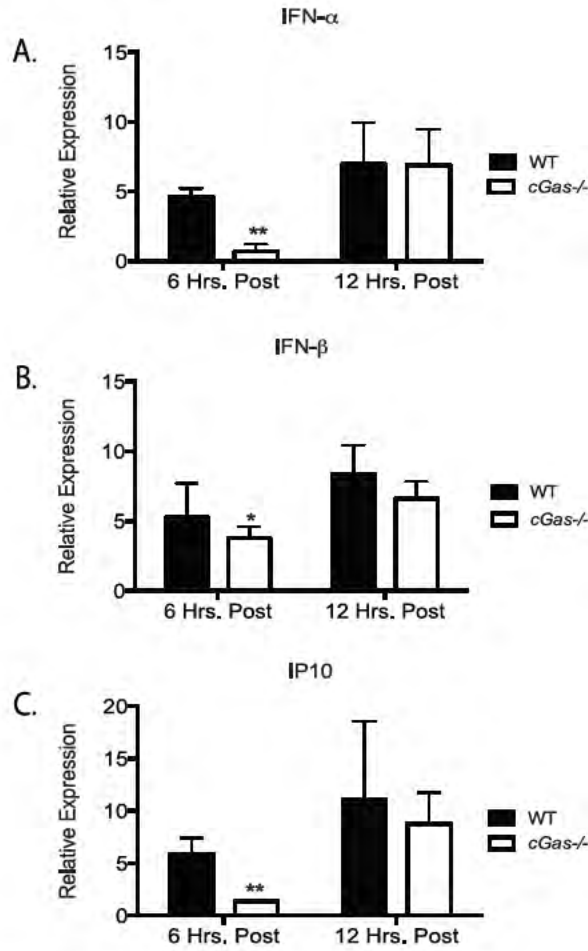 IFN-α
A.
Relative Expression
15
10
5
0
**
6 Hrs. Post
12 Hrs. Post
WT
cGas-/-
IFN-β
B.
Relative Expression
15
10
5
0
*
6 Hrs. Post
12 Hrs. Post
WT
cGas-/-
IP10
C.
Relative Expression
20
15
10
5
0
**
6 Hrs. Post
12 Hrs. Post
WT
cGas-/-